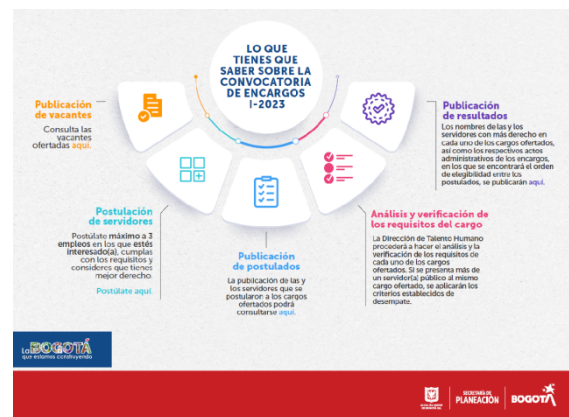 LO QUE
TIENES QUE
SABER SOBRE LA
CONVOCATORIA
DE ENCARGOS
I-2023
Publicación
de vacantes
Consulta las
vacantes
ofertadas aquí.
Postulación
de servidores
Postúlate máximo a 3
empleos en los que estés
interesado(a), cumplas
con los requisitos y
consideres que tienes
mejor derecho.
Postúlate aquí.
Publicación
de postulados
La publicación de las y
los servidores que se
postularon a los cargos
ofertados podrá
consultarse aquí.
Análisis y verificación de
los requisitos del cargo
La Dirección de Talento Humano
procederá a hacer el análisis y la
verificación de los requisitos de
cada uno de los cargos
ofertados. Si se presenta más de
un servidor(a) público al mismo
cargo ofertado, se aplicarán los
criterios establecidos de
desempate.
Publicación
de resultados
Los nombres de las y los
servidores con más derecho en
cada uno de los cargos ofertados,
así como los respectivos actos
administrativos de los encargos,
en los que se encontrará el orden
de elegibilidad entre los
postulados, se publicarán aquí.
La BOGOTÁ
que estamos construyendo
SECRETARÍA DE
PLANEACIÓN
BOGOTÁ